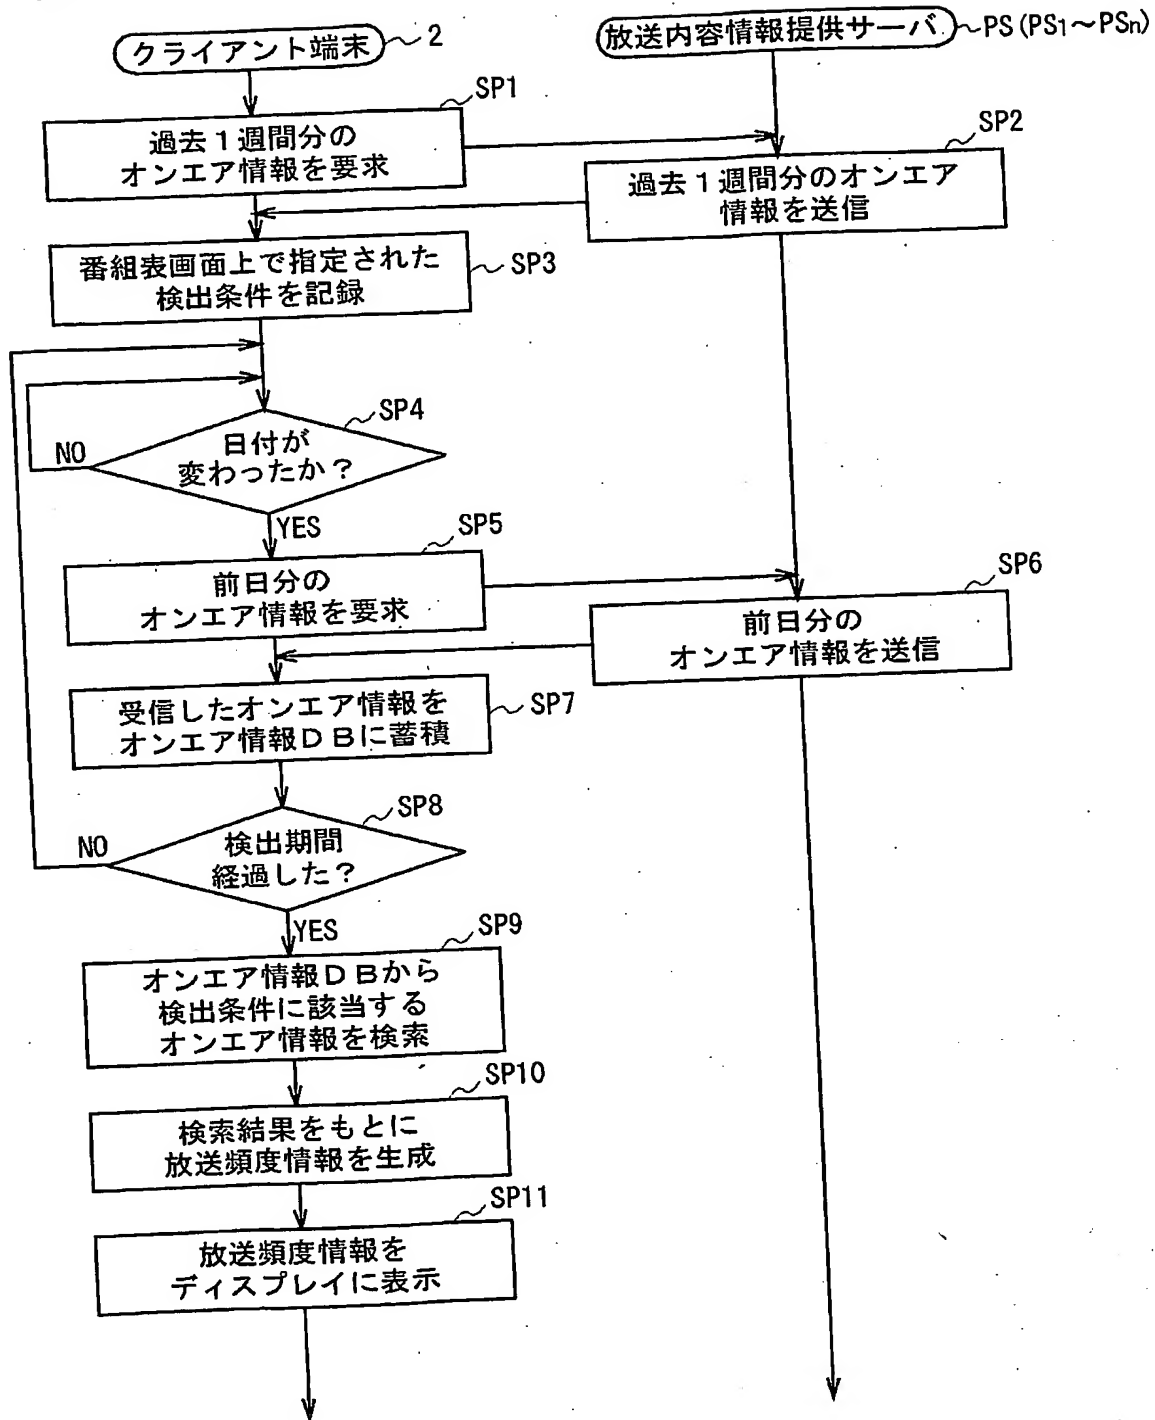 クライアント端末
2
放送内容情報提供サーバ
PS(PS1～PSn)
SP1
過去１週間分の
オンエア情報を要求
SP2
過去１週間分のオンエア
情報を送信
SP3
番組表画面上で指定された
検出条件を記録
SP4
日付が
変わったか？
NO
YES
SP5
前日分の
オンエア情報を要求
SP6
前日分の
オンエア情報を送信
SP7
受信したオンエア情報を
オンエア情報ＤＢに蓄積
SP8
検出期間
経過した？
NO
YES
SP9
オンエア情報ＤＢから
検出条件に該当する
オンエア情報を検索
SP10
検索結果をもとに
放送頻度情報を生成
SP11
放送頻度情報を
ディスプレイに表示